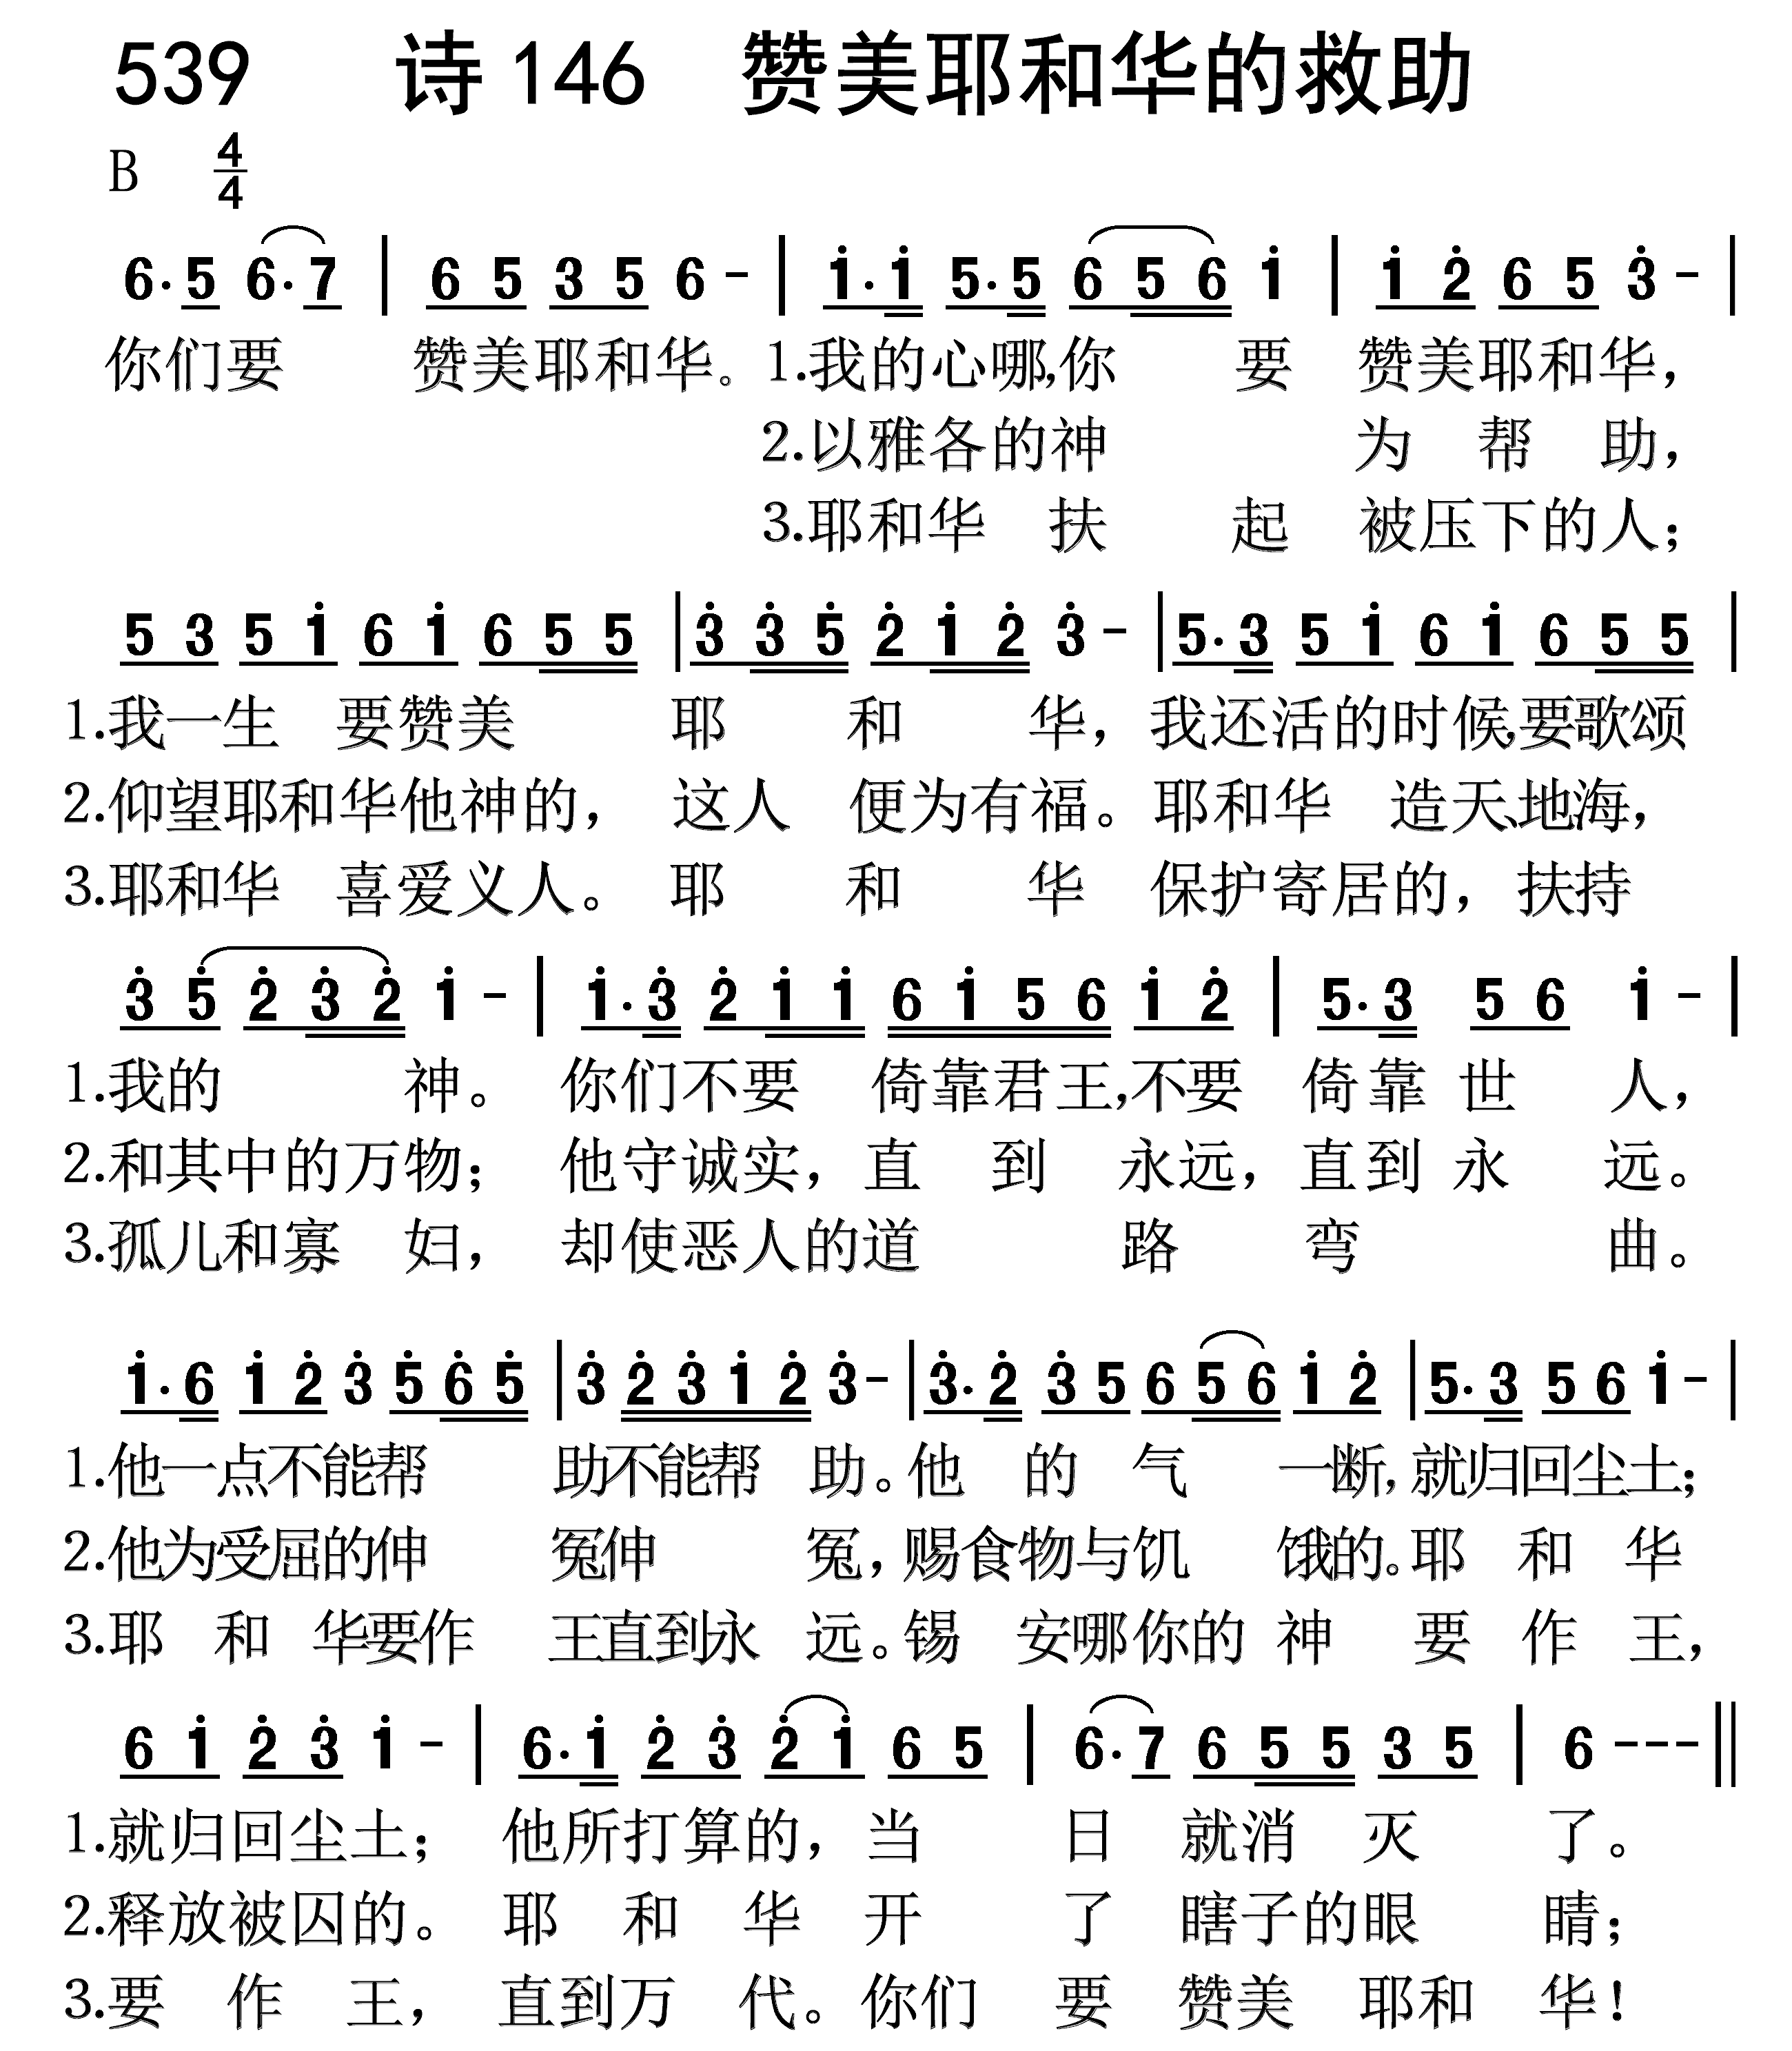 539 诗146 赞美耶和华的救助
B 4/4
6· 5 6· 7 | 6 5 3 5 6 - | 1̇· 1̇ 5· 5 6 5 6 1̇ | 1̇ 2̇ 6 5 3̇ - |
你们要 赞美耶和华。 1.我的心哪,你 要 赞美耶和华，
2.以雅各的神 为 帮 助，
3.耶和华 扶 起 被压下的人；
5 3 5 1̇ 6 1̇ 6 5 5 | 3̇ 3̇ 5̇ 2̇ 1̇ 2̇ 3̇ - | 5· 3 5 1̇ 6 1̇ 6 5 5 |
1.我一生 要赞美 耶 和 华，我还活的时候,要歌颂
2.仰望耶和华他神的， 这人 便为有福。耶和华 造天、地、海，
3.耶和华 喜爱义人。 耶 和 华 保护寄居的，扶持
3̇ 5̇ 2̇ 3̇ 2̇ 1̇ - | 1̇· 3̇ 2̇ 1̇ 1̇ 6 1̇ 5 6 1̇ 2̇ | 5· 3 5 6 1̇ - |
1.我的 神。 你们不要 倚靠君王,不要 倚靠 世 人，
2.和其中的万物； 他守诚实，直 到 永远，直到 永 远。
3.孤儿和寡 妇， 却使恶人的道 路 弯 曲。
1̇· 6 1̇ 2̇ 3̇ 5̇ 6̇ 5̇ | 3̇ 2̇ 3̇ 1̇ 2̇ 3̇ - | 3̇· 2̇ 3̇ 5 6 5 6 1̇ 2̇ | 5· 3 5 6 1̇ - |
1.他一点不能帮 助不能帮 助。他 的 气 一断,就归回尘土；
2.他为受屈的伸 冤伸 冤，赐食物与饥 饿的。耶 和 华
3.耶 和 华要作 王直到永 远。锡 安哪你的 神 要 作 王，
6 1̇ 2̇ 3̇ 1̇ - | 6· 1̇ 2̇ 3̇ 2̇ 1̇ 6 5 | 6· 7 6 5 5 3 5 | 6 - - - ||
1.就归回尘土； 他所打算的，当 日 就消 灭 了。
2.释放被囚的。 耶 和 华 开 了 瞎子的眼 睛；
3.要 作 王， 直到万 代。你们 要 赞美 耶和 华！